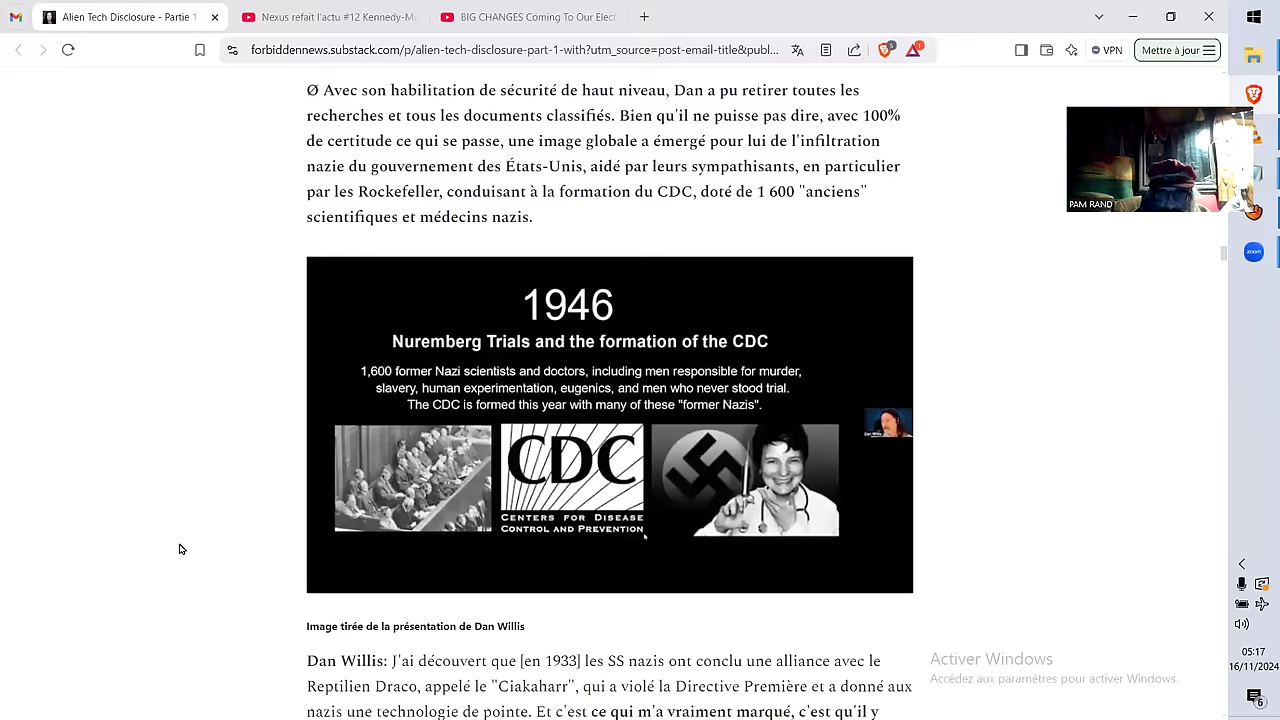 Alien Tech Disclosure - Partie 1
Nexus refait l'actu #12 Kennedy-Mu
BIG CHANGES Coming To Our Elect
forbiddennews.substack.com/p/alien-tech-disclosure-part-1-with?utm_source=post-email-title&publ...
5
1
VPN
Mettre à jour
Ø Avec son habilitation de sécurité de haut niveau, Dan a pu retirer toutes les
recherches et tous les documents classifiés. Bien qu'il ne puisse pas dire, avec 100%
de certitude ce qui se passe, une image globale a émergé pour lui de l'infiltration
nazie du gouvernement des États-Unis, aidé par leurs sympathisants, en particulier
par les Rockefeller, conduisant à la formation du CDC, doté de 1 600 "anciens"
scientifiques et médecins nazis.
PAM RAND
zoom
1946
Nuremberg Trials and the formation of the CDC
1,600 former Nazi scientists and doctors, including men responsible for murder,
slavery, human experimentation, eugenics, and men who never stood trial.
The CDC is formed this year with many of these "former Nazis".
Dan Willis
CDC
CENTERS FOR DISEASE
CONTROL AND PREVENTION
Image tirée de la présentation de Dan Willis
Dan Willis: J'ai découvert que [en 1933] les SS nazis ont conclu une alliance avec le
Reptilien Draco, appelé le "Ciakaharr", qui a violé la Directive Première et a donné aux
nazis une technologie de pointe. Et c'est ce qui m'a vraiment marqué, c'est qu'il y
Activer Windows
Accédez aux paramètres pour activer Windows.
05:17
16/11/2024
6